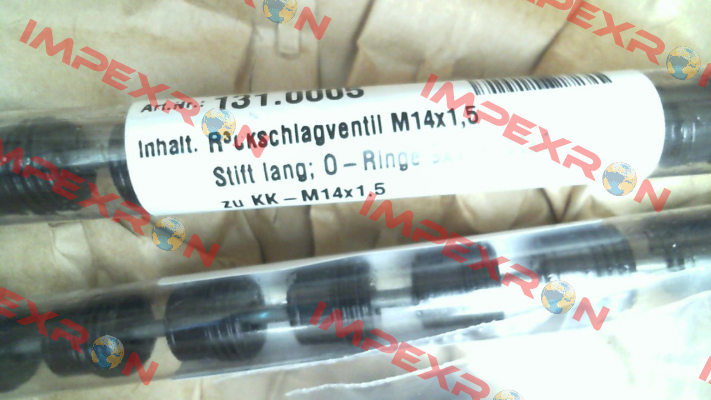 IMPEXRON
Art.Nr.: 131.0005
Inhalt. R³ckschlagventil M14x1,5
Stift lang; O-Ringe
zu KK-M14x1,5
IMPEXRON
IMPEXRON
IMPEXRON
IMPEXRON
IMPEXRON